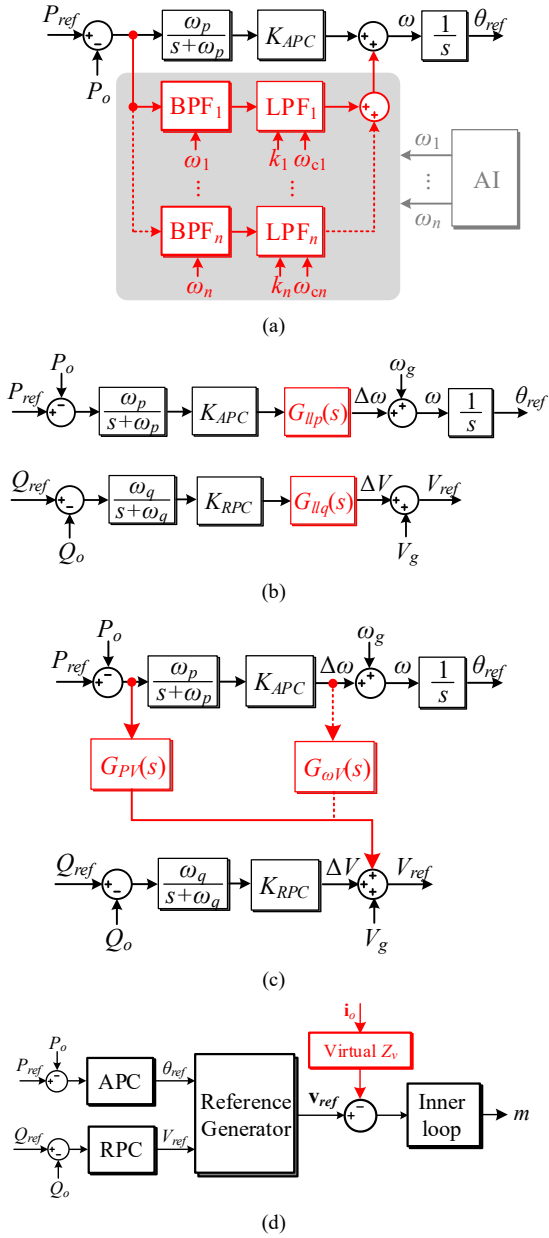 P_ref + − P_o ω_p / s+ω_p K_APC + + ω 1/s θ_ref
BPF_1 LPF_1 + +
ω_1 k_1 ω_c1
⋮ ⋮
BPF_n LPF_n
ω_n k_n ω_cn
ω_1
⋮
ω_n
AI
(a)
P_o ω_g
P_ref + − ω_p / s+ω_p K_APC G_llp(s) Δω + + ω 1/s θ_ref
Q_ref + − ω_q / s+ω_q K_RPC G_llq(s) ΔV + + V_ref
Q_o V_g
(b)
P_o ω_g
P_ref + − ω_p / s+ω_p K_APC Δω + + ω 1/s θ_ref
G_PV(s) G_ωV(s)
Q_ref + − ω_q / s+ω_q K_RPC ΔV + + + V_ref
Q_o V_g
(c)
i_o
P_o Virtual Z_v
P_ref + − APC θ_ref
Reference
Generator
v_ref + −
Inner
loop
m
Q_ref + − RPC V_ref
Q_o
(d)